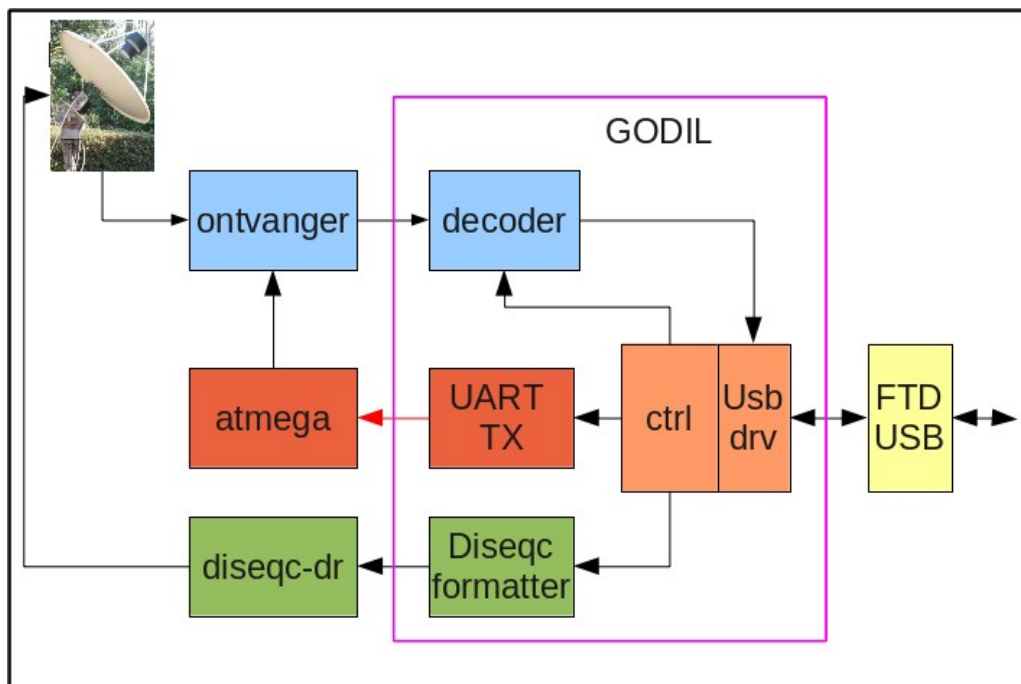 GODIL
ontvanger
decoder
atmega
UART
TX
ctrl
Usb
drv
FTD
USB
diseqc-dr
Diseqc
formatter